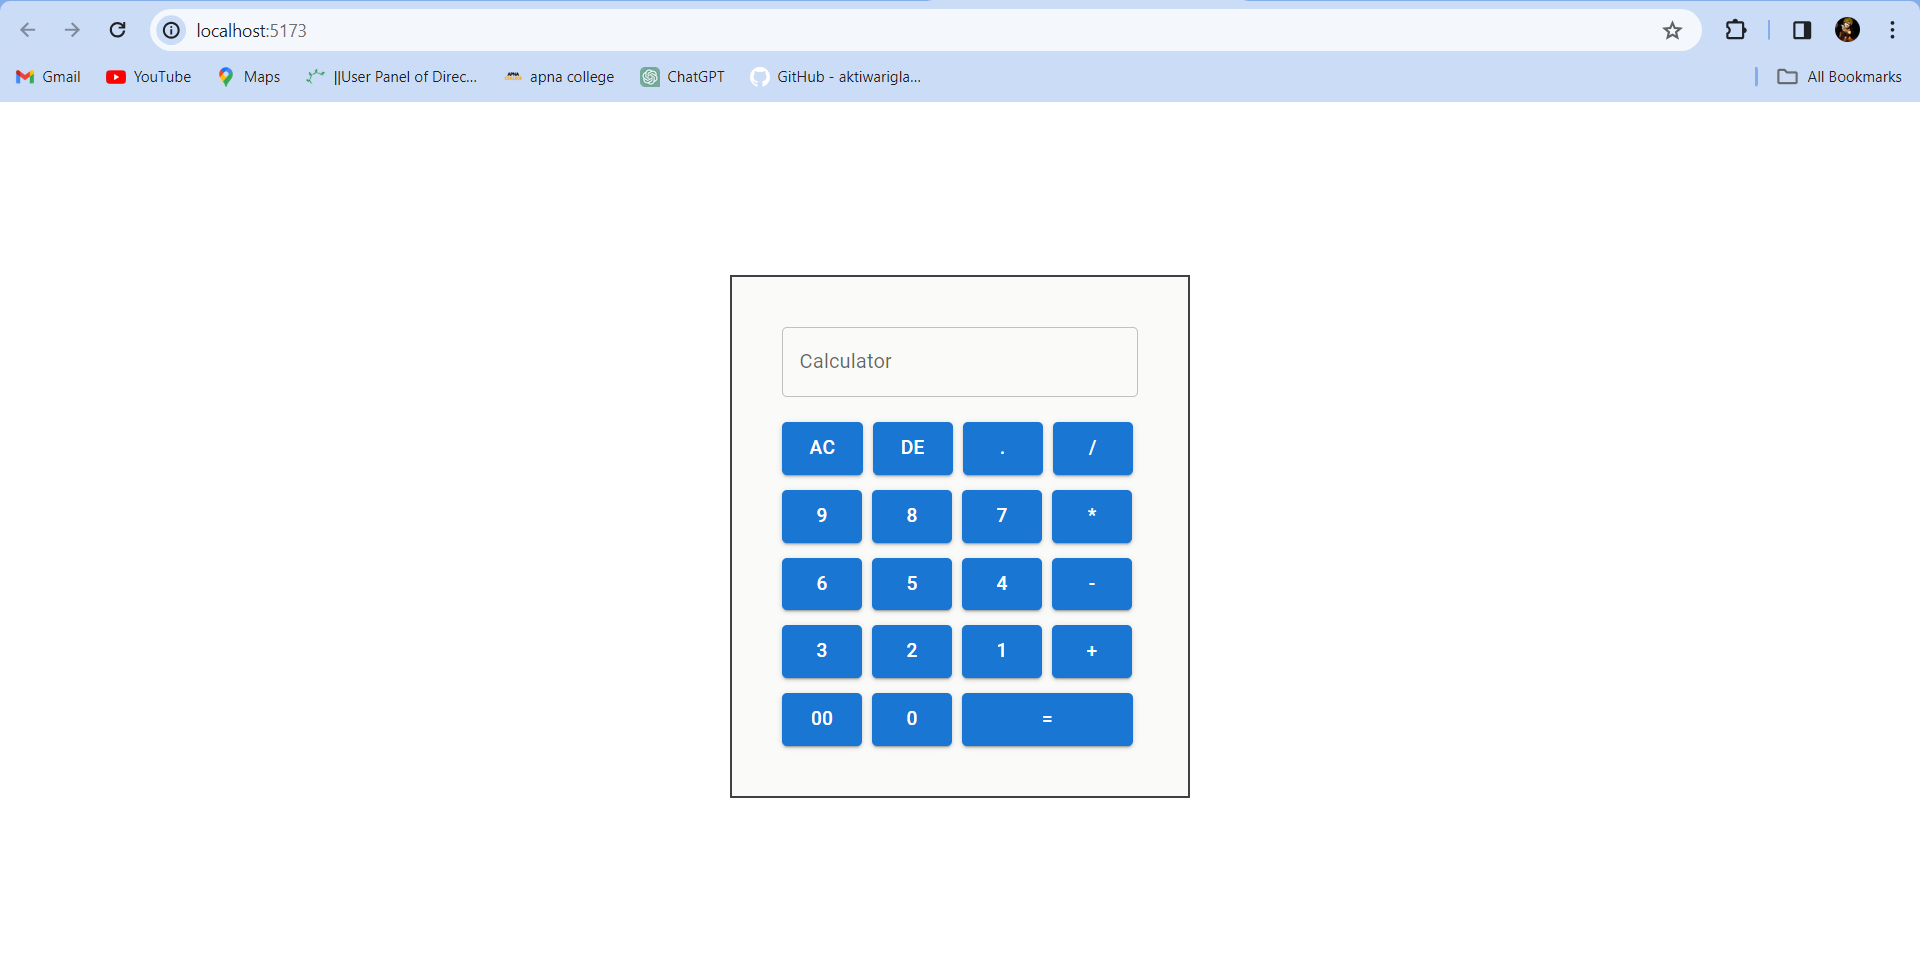 localhost:5173
Gmail YouTube Maps ||User Panel of Direc... APNA apna college ChatGPT GitHub - aktiwarigla... All Bookmarks
Calculator
AC DE . /
9 8 7 *
6 5 4 -
3 2 1 +
00 0 =